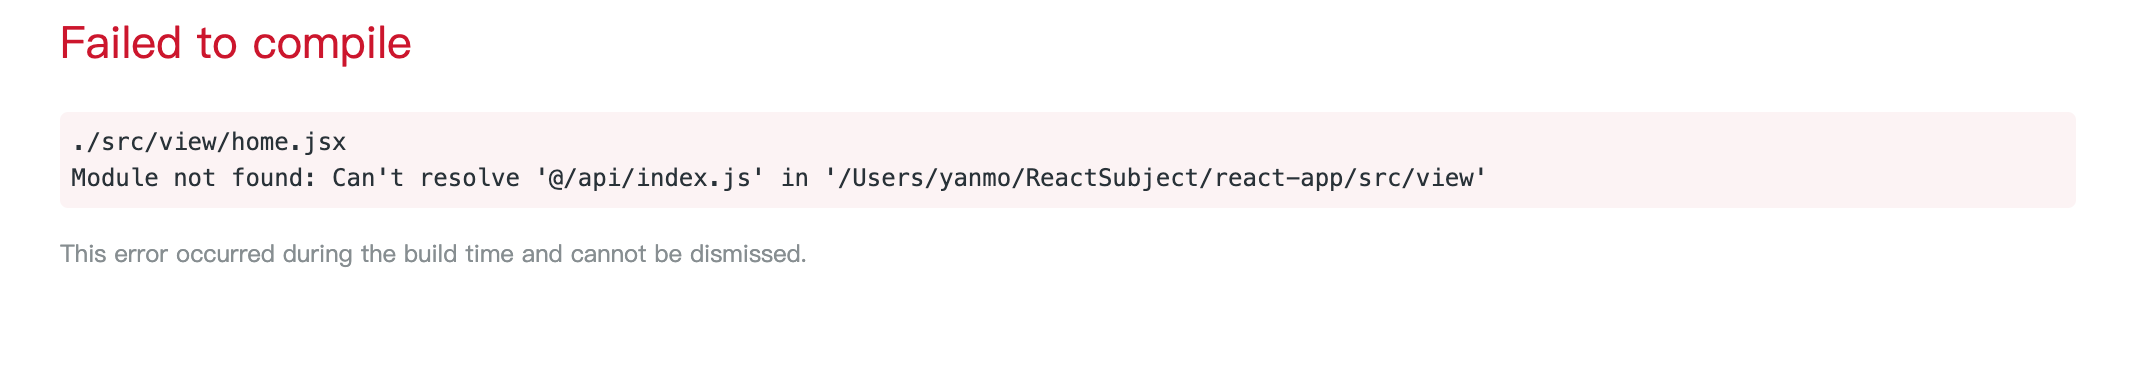 Failed to compile
./src/view/home.jsx
Module not found: Can't resolve '@/api/index.js' in '/Users/yanmo/ReactSubject/react-app/src/view'
This error occurred during the build time and cannot be dismissed.